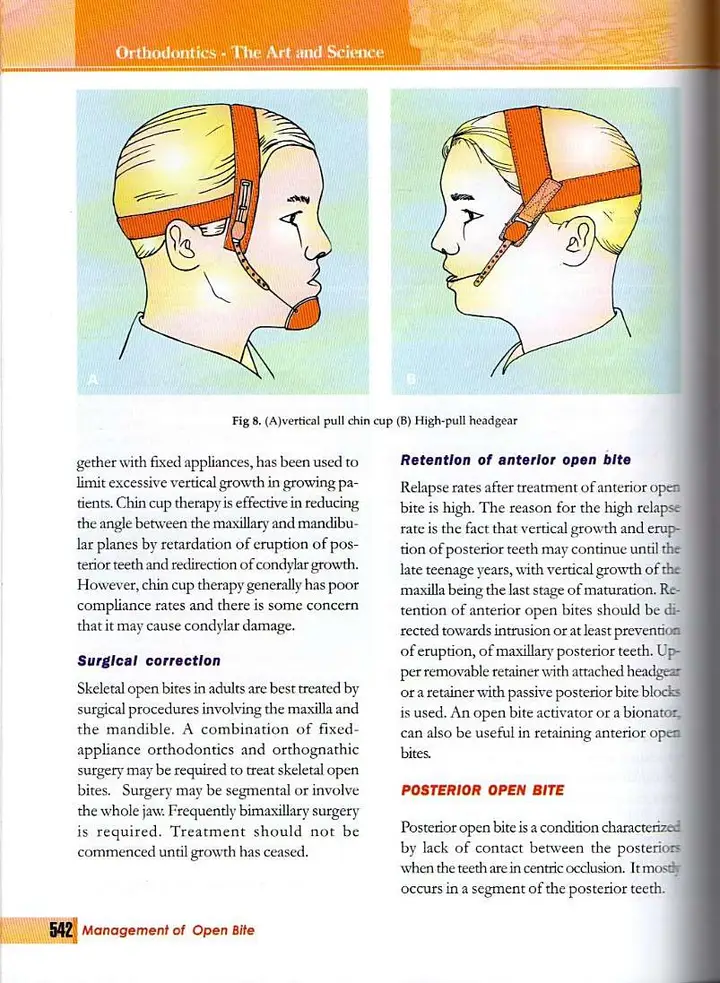 Orthodontics - The Art and Science
A
B
Fig 8. (A)vertical pull chin cup (B) High-pull headgear
gether with fixed appliances, has been used to
limit excessive vertical growth in growing pa-
tients. Chin cup therapy is effective in reducing
the angle between the maxillary and mandibu-
lar planes by retardation of eruption of pos-
terior teeth and redirection of condylar growth.
However, chin cup therapy generally has poor
compliance rates and there is some concern
that it may cause condylar damage.
Surgical correction
Skeletal open bites in adults are best treated by
surgical procedures involving the maxilla and
the mandible. A combination of fixed-
appliance orthodontics and orthognathic
surgery may be required to treat skeletal open
bites. Surgery may be segmental or involve
the whole jaw. Frequently bimaxillary surgery
is required. Treatment should not be
commenced until growth has ceased.
Retention of anterior open bite
Relapse rates after treatment of anterior open
bite is high. The reason for the high relapse
rate is the fact that vertical growth and erup-
tion of posterior teeth may continue until the
late teenage years, with vertical growth of the
maxilla being the last stage of maturation. Re-
tention of anterior open bites should be di-
rected towards intrusion or at least prevention
of eruption, of maxillary posterior teeth. Up-
per removable retainer with attached headgear
or a retainer with passive posterior bite blocks
is used. An open bite activator or a bionator,
can also be useful in retaining anterior open
bites.
POSTERIOR OPEN BITE
Posterior open bite is a condition characterized
by lack of contact between the posteriors
when the teeth are in centric occlusion. It mostly
occurs in a segment of the posterior teeth.
542 Management of Open Bite